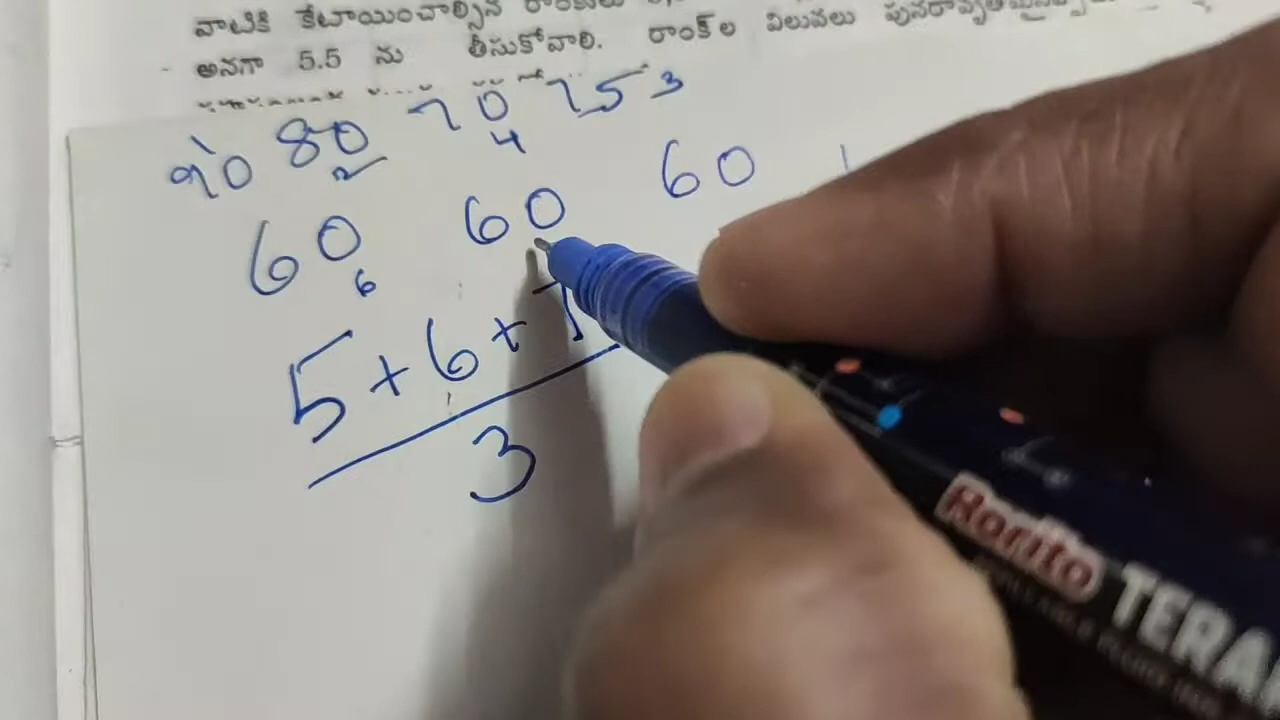 వాటికి కేటాయించాల్సిన రాంకులు
అనగా 5.5 ను తీసుకోవాలి. రాంక్‌ల విలువలు
90 80 70 75 3
2 4
60 60 60
6
5 + 6 + 7
3
Rorito
TERA